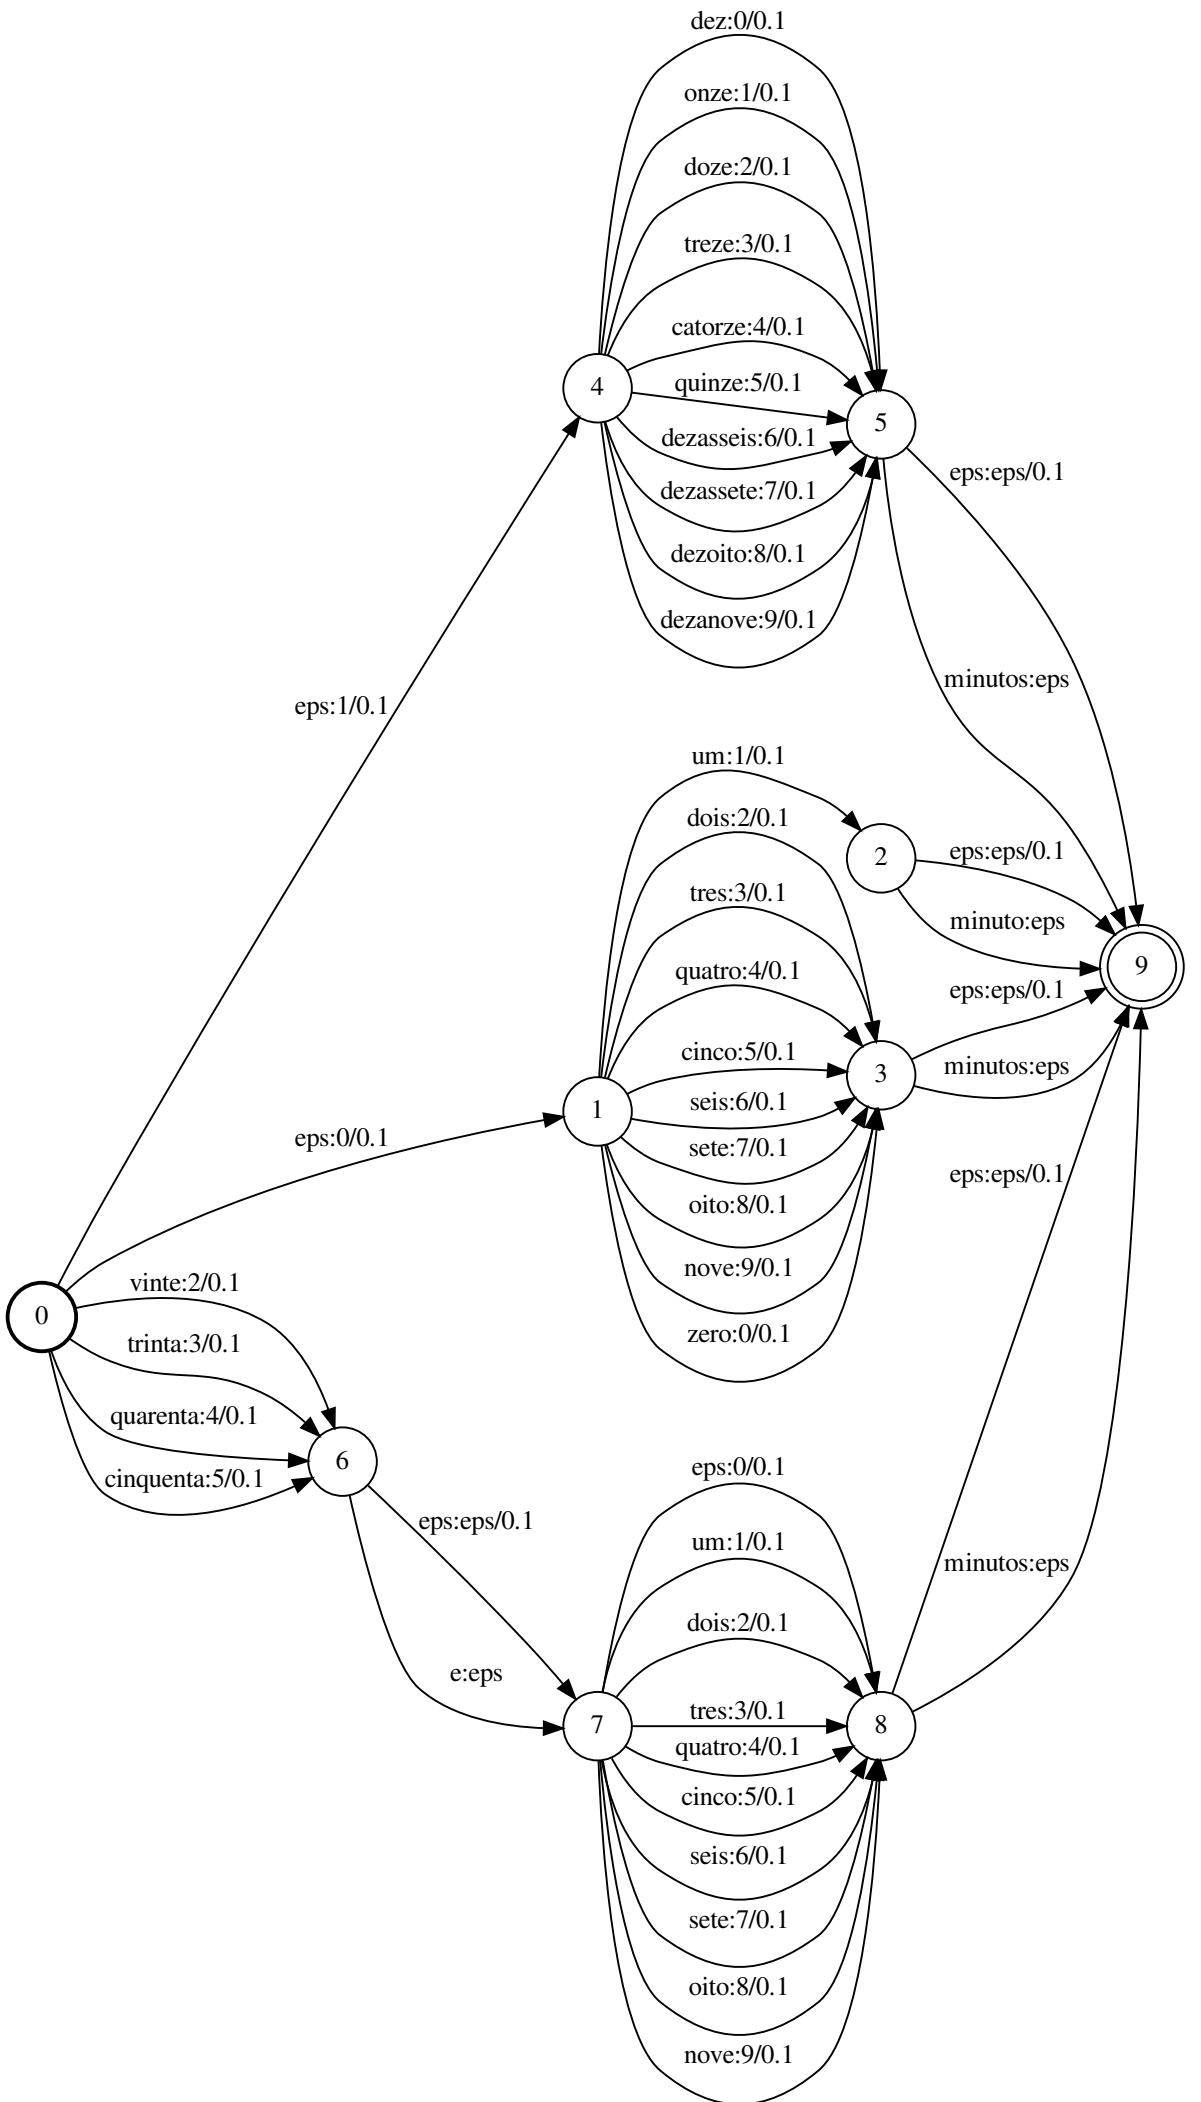 dez:0/0.1
onze:1/0.1
doze:2/0.1
treze:3/0.1
catorze:4/0.1
4
quinze:5/0.1
5
dezasseis:6/0.1
eps:eps/0.1
dezassete:7/0.1
dezoito:8/0.1
dezanove:9/0.1
minutos:eps
eps:1/0.1
um:1/0.1
dois:2/0.1
2
eps:eps/0.1
tres:3/0.1
minuto:eps
9
quatro:4/0.1
eps:eps/0.1
cinco:5/0.1
3
minutos:eps
seis:6/0.1
1
eps:0/0.1
sete:7/0.1
eps:eps/0.1
oito:8/0.1
nove:9/0.1
vinte:2/0.1
0
zero:0/0.1
trinta:3/0.1
quarenta:4/0.1
6
eps:0/0.1
cinquenta:5/0.1
eps:eps/0.1
um:1/0.1
minutos:eps
dois:2/0.1
e:eps
tres:3/0.1
7
8
quatro:4/0.1
cinco:5/0.1
seis:6/0.1
sete:7/0.1
oito:8/0.1
nove:9/0.1